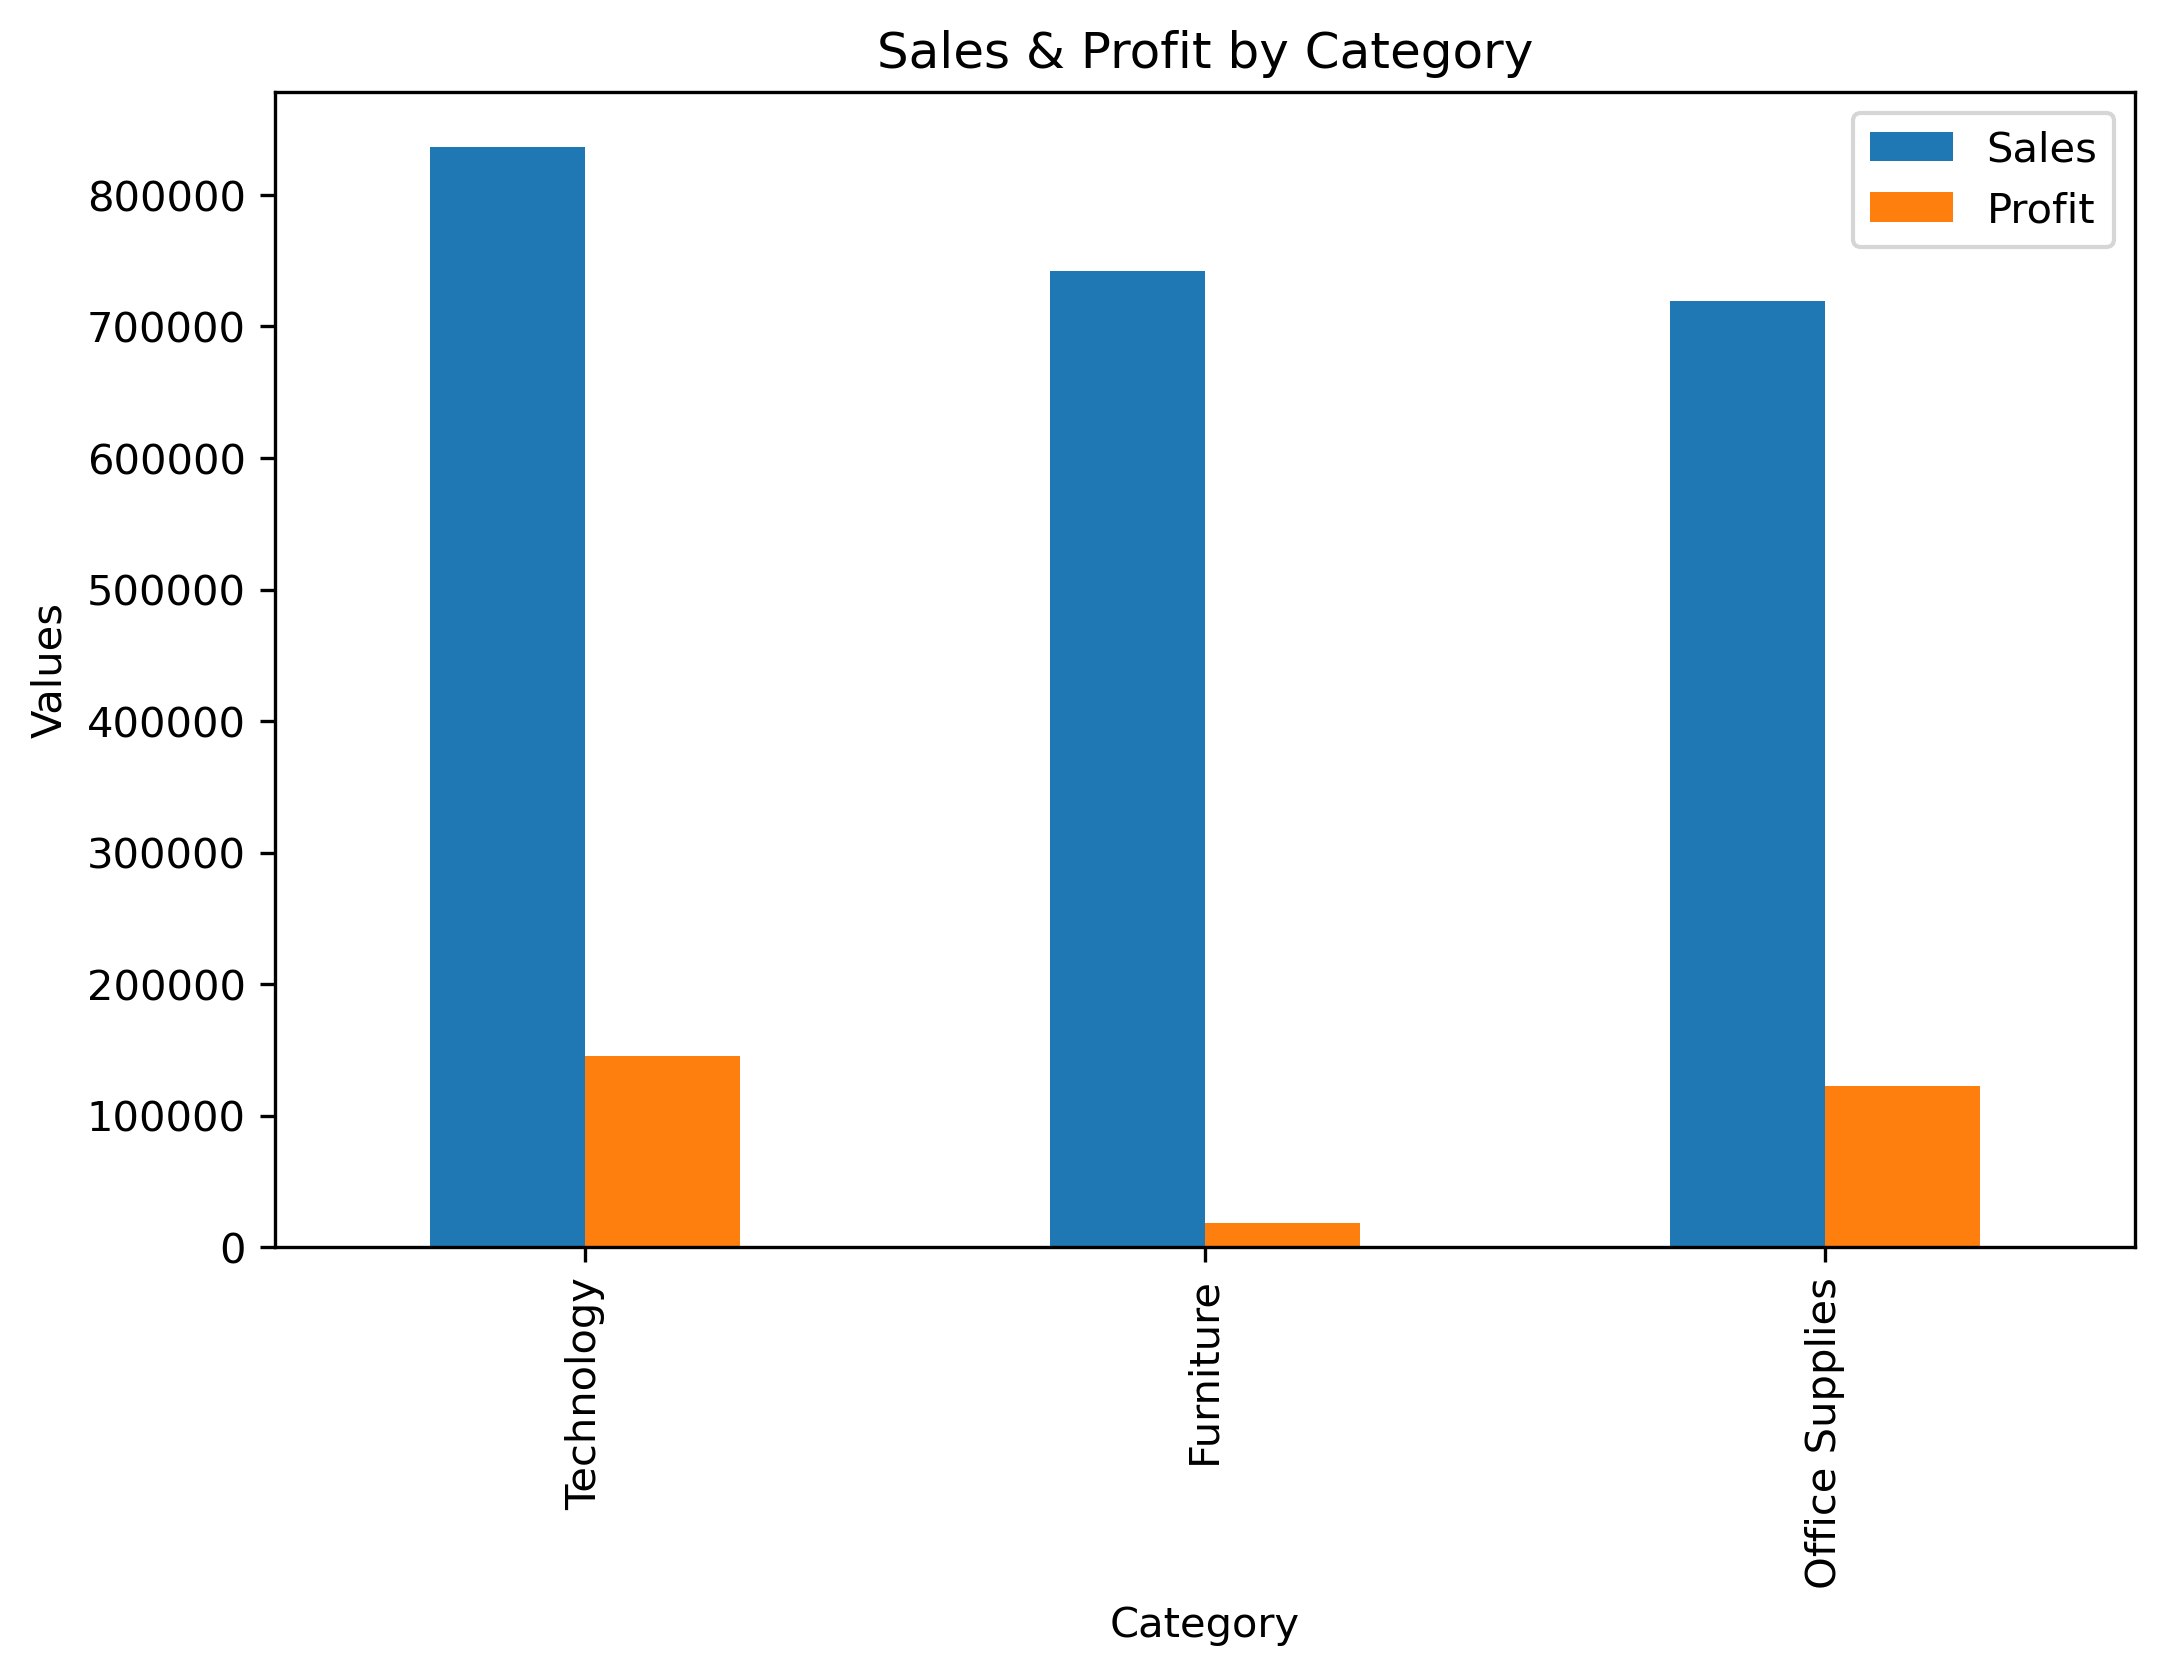 Sales & Profit by Category
Sales
Profit
Values
800000
700000
600000
500000
400000
300000
200000
100000
0
Technology
Furniture
Office Supplies
Category